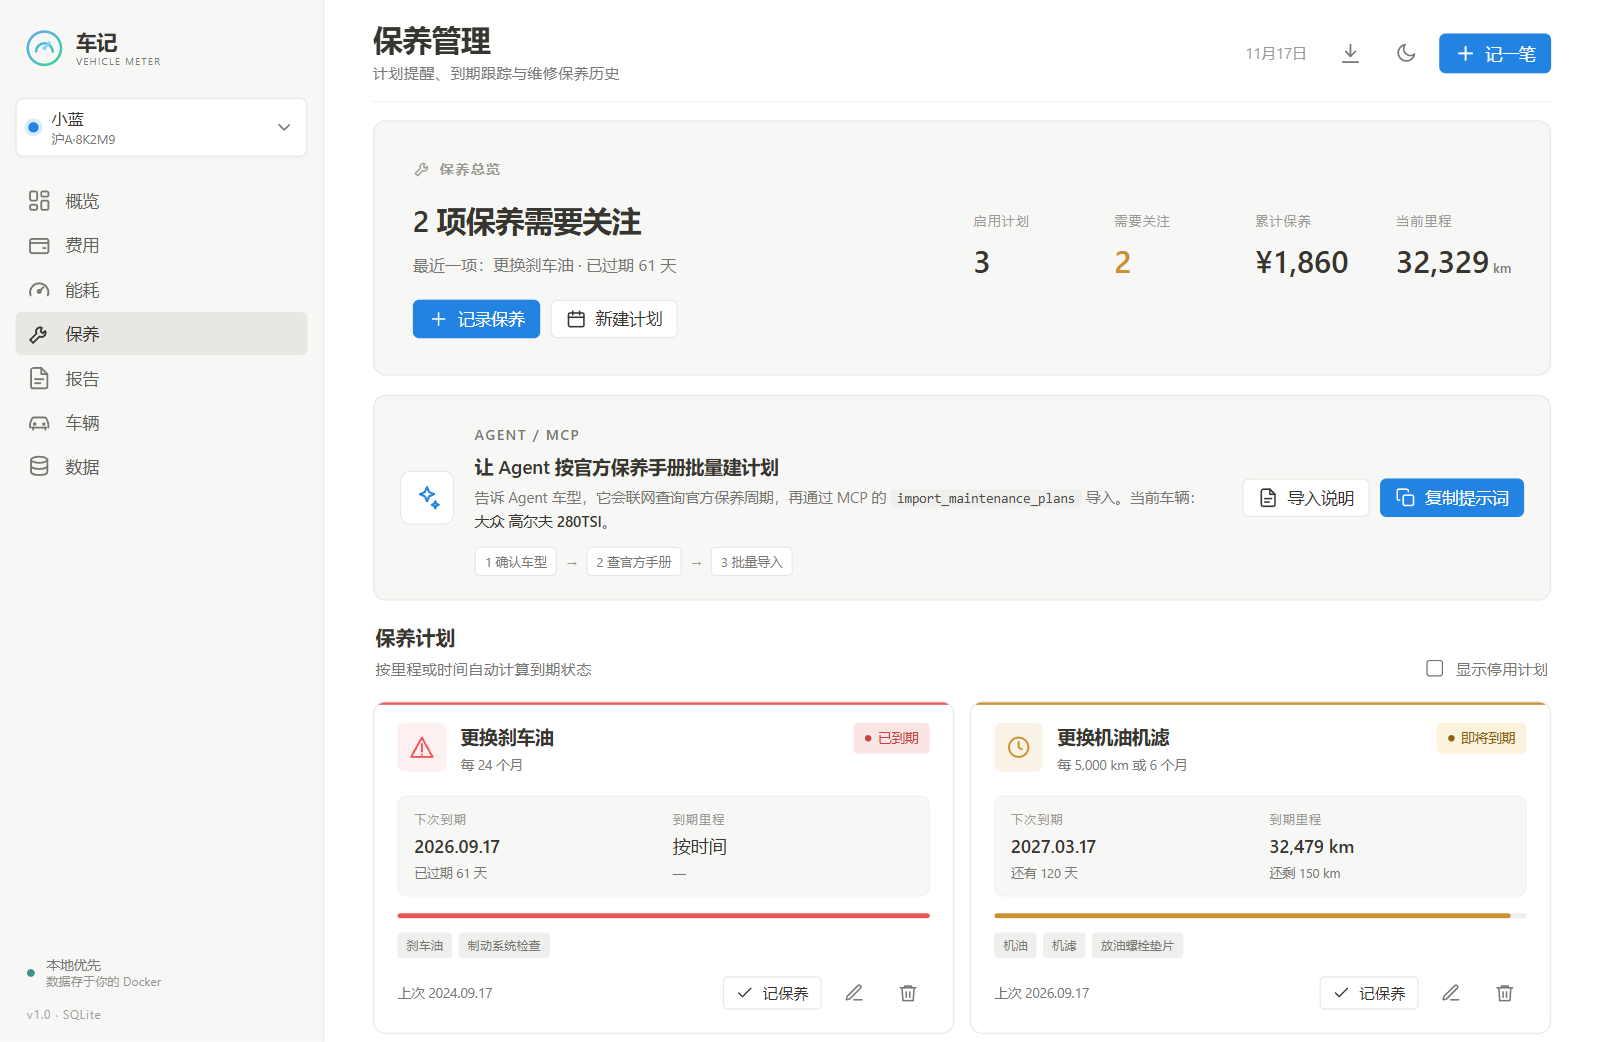 车记
VEHICLE METER
小蓝
沪A·8K2M9
概览
费用
能耗
保养
报告
车辆
数据
本地优先
数据存于你的 Docker
v1.0 · SQLite
保养管理
计划提醒、到期跟踪与维修保养历史
11月17日
记一笔
保养总览
2 项保养需要关注
最近一项：更换刹车油 · 已过期 61 天
记录保养
新建计划
启用计划
3
需要关注
2
累计保养
¥1,860
当前里程
32,329 km
AGENT / MCP
让 Agent 按官方保养手册批量建计划
告诉 Agent 车型，它会联网查询官方保养周期，再通过 MCP 的 import_maintenance_plans 导入。当前车辆：
大众 高尔夫 280TSI。
1 确认车型 → 2 查官方手册 → 3 批量导入
导入说明
复制提示词
保养计划
按里程或时间自动计算到期状态
显示停用计划
更换刹车油
每 24 个月
已到期
下次到期
2026.09.17
已过期 61 天
到期里程
按时间
—
刹车油
制动系统检查
上次 2024.09.17
记保养
更换机油机滤
每 5,000 km 或 6 个月
即将到期
下次到期
2027.03.17
还有 120 天
到期里程
32,479 km
还剩 150 km
机油
机滤
放油螺栓垫片
上次 2026.09.17
记保养